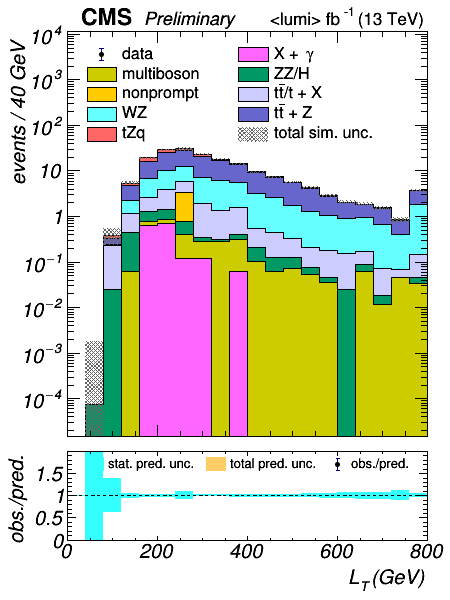 CMS Preliminary <lumi> fb⁻¹ (13 TeV)
events / 40 GeV
10⁴
10³
10²
10
1
10⁻¹
10⁻²
10⁻³
10⁻⁴
data
multiboson
nonprompt
WZ
tZq
X + γ
ZZ/H
tt̄/t + X
tt̄ + Z
total sim. unc.
obs./pred.
1.5
1
0.5
0
stat. pred. unc. total pred. unc. obs./pred.
0 200 400 600 800
L_T(GeV)